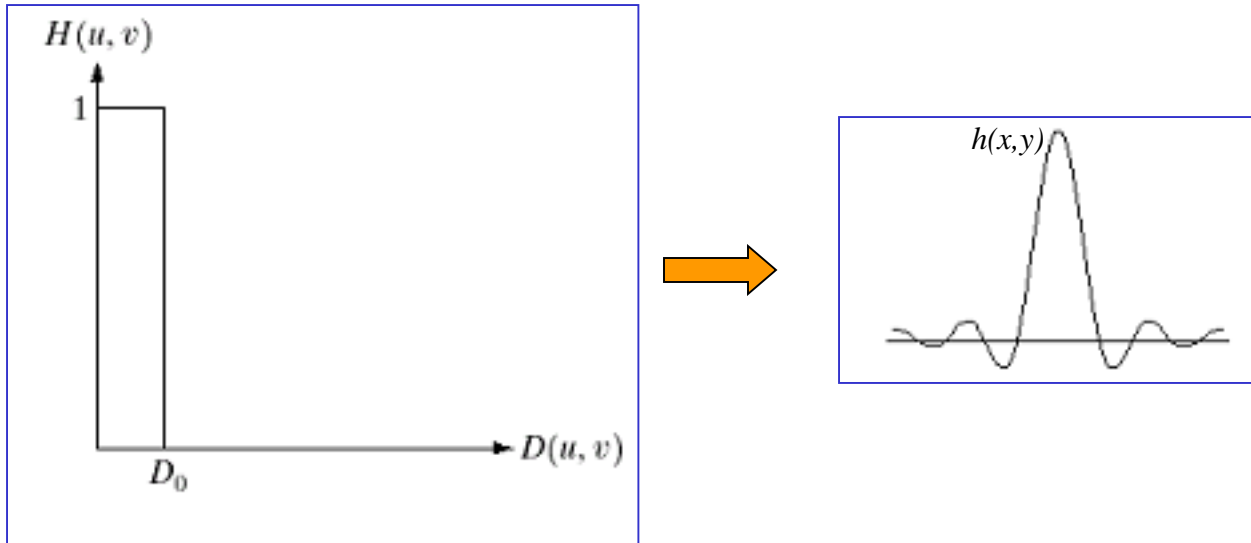 H(u, v)
1
D(u, v)
D₀
h(x,y)